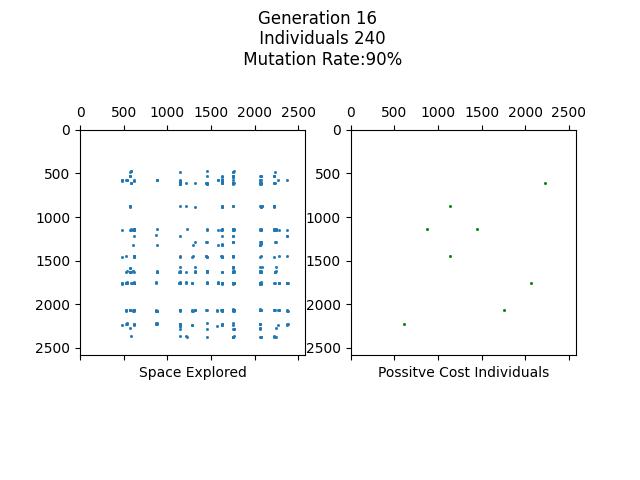 Generation 16
Individuals 240
Mutation Rate:90%
0 500 1000 1500 2000 2500
0
500
1000
1500
2000
2500
Space Explored
0 500 1000 1500 2000 2500
0
500
1000
1500
2000
2500
Possitve Cost Individuals